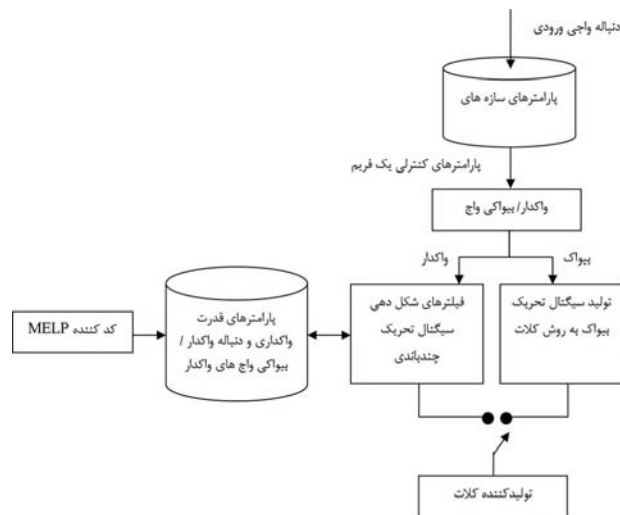 دنباله واجی ورودی
پارامترهای سازه های
پارامترهای کنترلی یک فریم
واکدار/ بیواکی واج
واکدار
بیواک
تولید سیگنال تحریک
بیواک به روش کلات
فیلترهای شکل دهی
سیگنال تحریک
چندباندی
پارامترهای قدرت
واکداری و دنباله واکدار /
بیواکی واج های واکدار
کد کننده MELP
تولیدکننده کلات